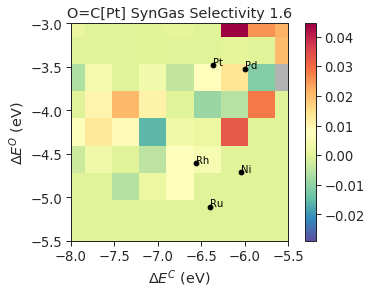 O=C[Pt] SynGas Selectivity 1.6
−3.0
−3.5
−4.0
−4.5
−5.0
−5.5
ΔE^O (eV)
Pt
Pd
Rh
Ni
Ru
−8.0 −7.5 −7.0 −6.5 −6.0 −5.5
ΔE^C (eV)
0.04
0.03
0.02
0.01
0.00
−0.01
−0.02